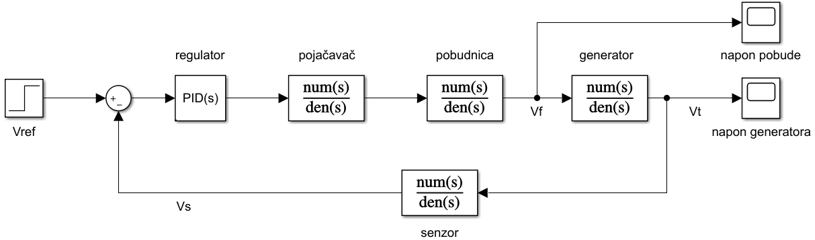 napon pobude
regulator
pojačavač
pobudnica
generator
Vref
+
−
PID(s)
num(s)
den(s)
num(s)
den(s)
Vf
num(s)
den(s)
Vt
napon generatora
Vs
num(s)
den(s)
senzor